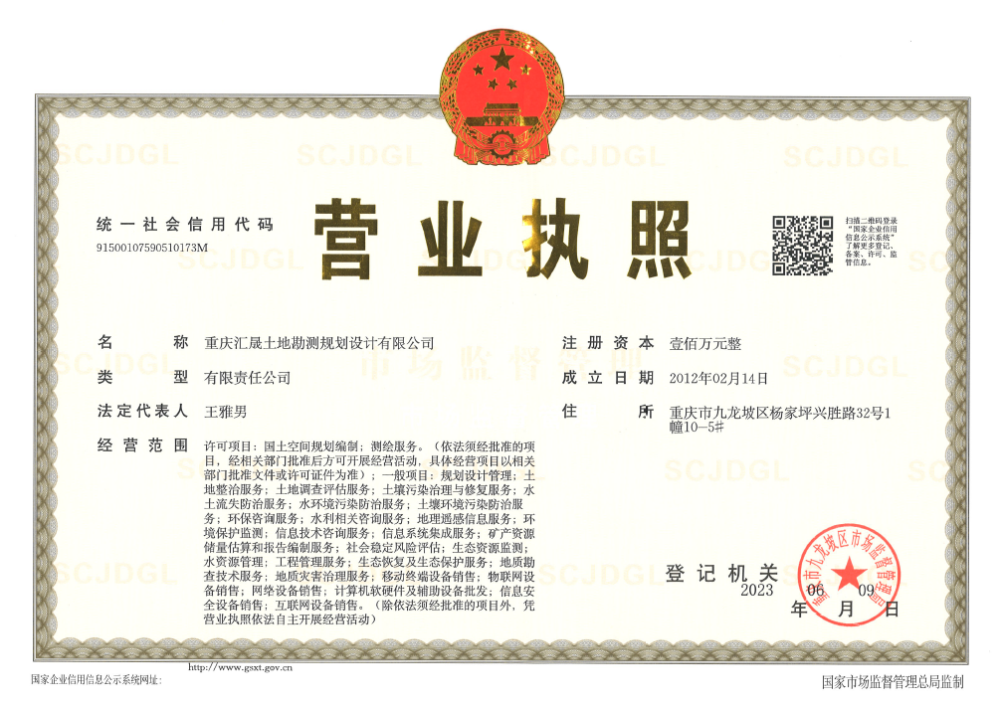 营业执照
统一社会信用代码
91500107590510173M
扫描二维码登录
“国家企业信用
信息公示系统”
了解更多登记、
备案、许可、监
管信息。
名 称 重庆汇晟土地勘测规划设计有限公司
类 型 有限责任公司
法定代表人 王雅男
经营范围 许可项目：国土空间规划编制；测绘服务。（依法须经批准的项
目，经相关部门批准后方可开展经营活动，具体经营项目以相关
部门批准文件或许可证件为准）；一般项目：规划设计管理；土
地整治服务；土地调查评估服务；土壤污染治理与修复服务；水
土流失防治服务；水环境污染防治服务；土壤环境污染防治服
务；环保咨询服务；水利相关咨询服务；地理遥感信息服务；环
境保护监测；信息技术咨询服务；信息系统集成服务；矿产资源
储量估算和报告编制服务；社会稳定风险评估；生态资源监测；
水资源管理；工程管理服务；生态恢复及生态保护服务；地质勘
查技术服务；地质灾害治理服务；移动终端设备销售；物联网设
备销售；网络设备销售；计算机软硬件及辅助设备批发；信息安
全设备销售；互联网设备销售。（除依法须经批准的项目外，凭
营业执照依法自主开展经营活动）
注册资本 壹佰万元整
成立日期 2012年02月14日
住 所 重庆市九龙坡区杨家坪兴胜路32号1
幢10—5#
登记机关
重庆市九龙坡区市场监督管理局
2023 06 09
年 月 日
http://www.gsxt.gov.cn
国家企业信用信息公示系统网址：
国家市场监督管理总局监制
SCJDGL
市场监督管理